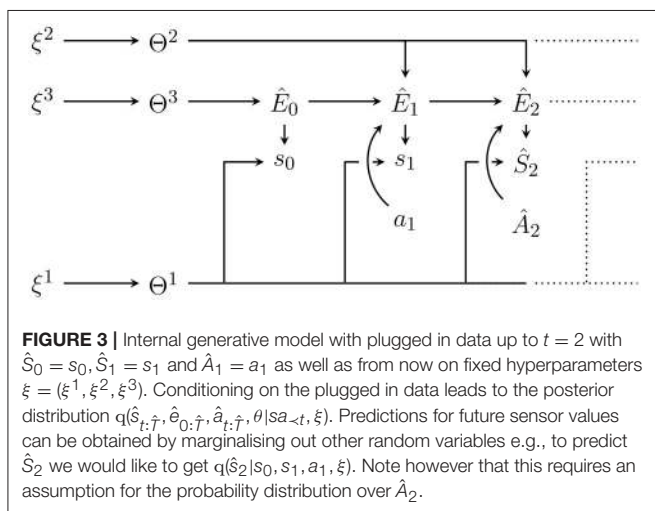 ξ² Θ²
ξ³ Θ³ Ê₀ Ê₁ Ê₂
s₀ s₁ Ŝ₂
a₁ Â₂
ξ¹ Θ¹
FIGURE 3 | Internal generative model with plugged in data up to t = 2 with
Ŝ₀ = s₀, Ŝ₁ = s₁ and Â₁ = a₁ as well as from now on fixed hyperparameters
ξ = (ξ¹, ξ², ξ³). Conditioning on the plugged in data leads to the posterior
distribution q(ŝ_{t:T̂}, ê_{0:T̂}, â_{t:T̂}, θ|sa_{≺t}, ξ). Predictions for future sensor values
can be obtained by marginalising out other random variables e.g., to predict
Ŝ₂ we would like to get q(ŝ₂|s₀, s₁, a₁, ξ). Note however that this requires an
assumption for the probability distribution over Â₂.